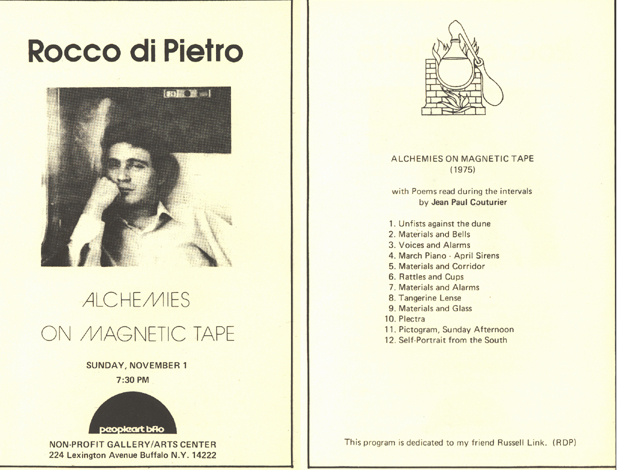 Rocco di Pietro
ALCHEMIES
ON MAGNETIC TAPE
SUNDAY, NOVEMBER 1
7:30 PM
peopleart bflo
NON-PROFIT GALLERY/ARTS CENTER
224 Lexington Avenue Buffalo N.Y. 14222
ALCHEMIES ON MAGNETIC TAPE
(1975)
with Poems read during the intervals
by Jean Paul Couturier
1. Unfists against the dune
2. Materials and Bells
3. Voices and Alarms
4. March Piano - April Sirens
5. Materials and Corridor
6. Rattles and Cups
7. Materials and Alarms
8. Tangerine Lense
9. Materials and Glass
10. Plectra
11. Pictogram, Sunday Afternoon
12. Self-Portrait from the South
This program is dedicated to my friend Russell Link. (RDP)